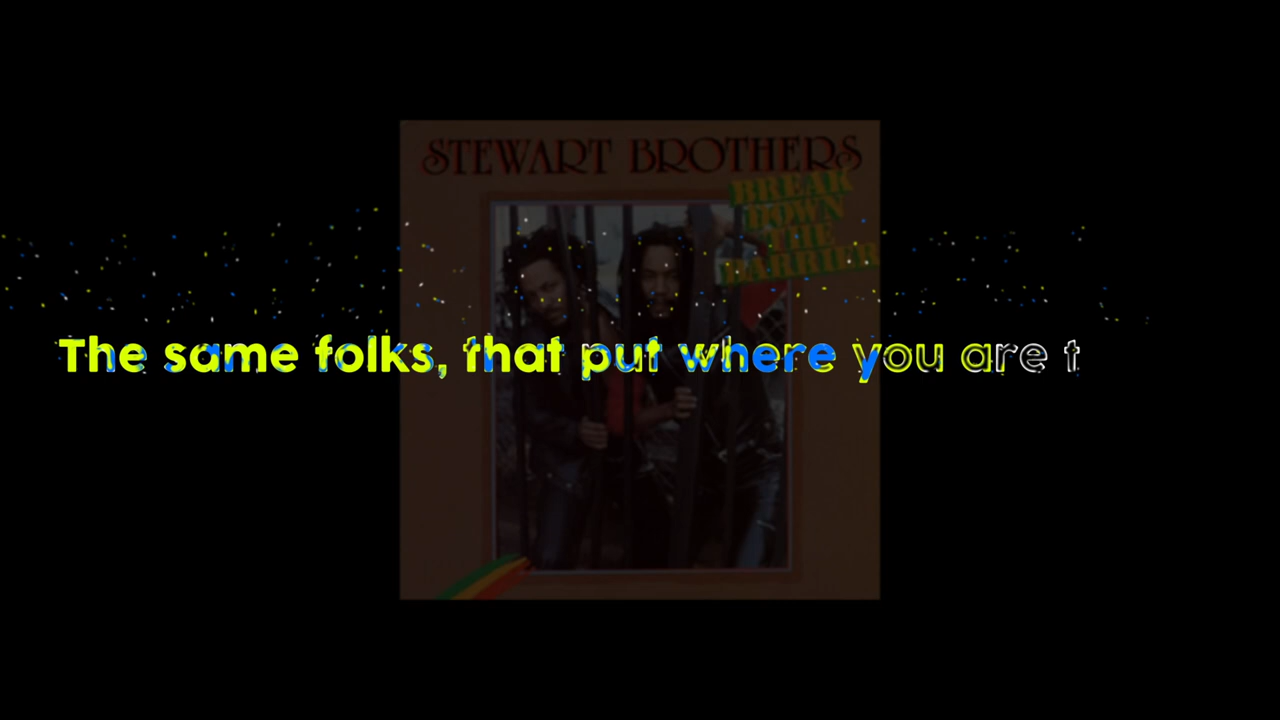 STEWART BROTHERS
BREAK
DOWN
THE
BARRIER
The same folks, that put where you are t